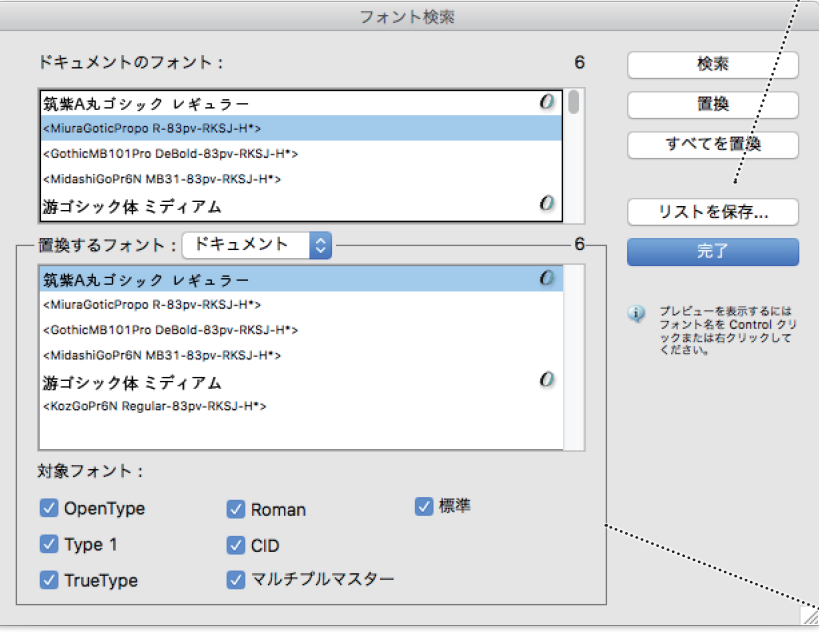 フォント検索
ドキュメントのフォント： 6
筑紫A丸ゴシック レギュラー
<MiuraGoticPropo R-83pv-RKSJ-H*>
<GothicMB101Pro DeBold-83pv-RKSJ-H*>
<MidashiGoPr6N MB31-83pv-RKSJ-H*>
游ゴシック体 ミディアム
検索
置換
すべてを置換
リストを保存...
完了
置換するフォント： ドキュメント 6
筑紫A丸ゴシック レギュラー
<MiuraGoticPropo R-83pv-RKSJ-H*>
<GothicMB101Pro DeBold-83pv-RKSJ-H*>
<MidashiGoPr6N MB31-83pv-RKSJ-H*>
游ゴシック体 ミディアム
<KozGoPr6N Regular-83pv-RKSJ-H*>
プレビューを表示するには
フォント名を Control クリ
ックまたは右クリックして
ください。
対象フォント：
OpenType Roman 標準
Type 1 CID
TrueType マルチプルマスター